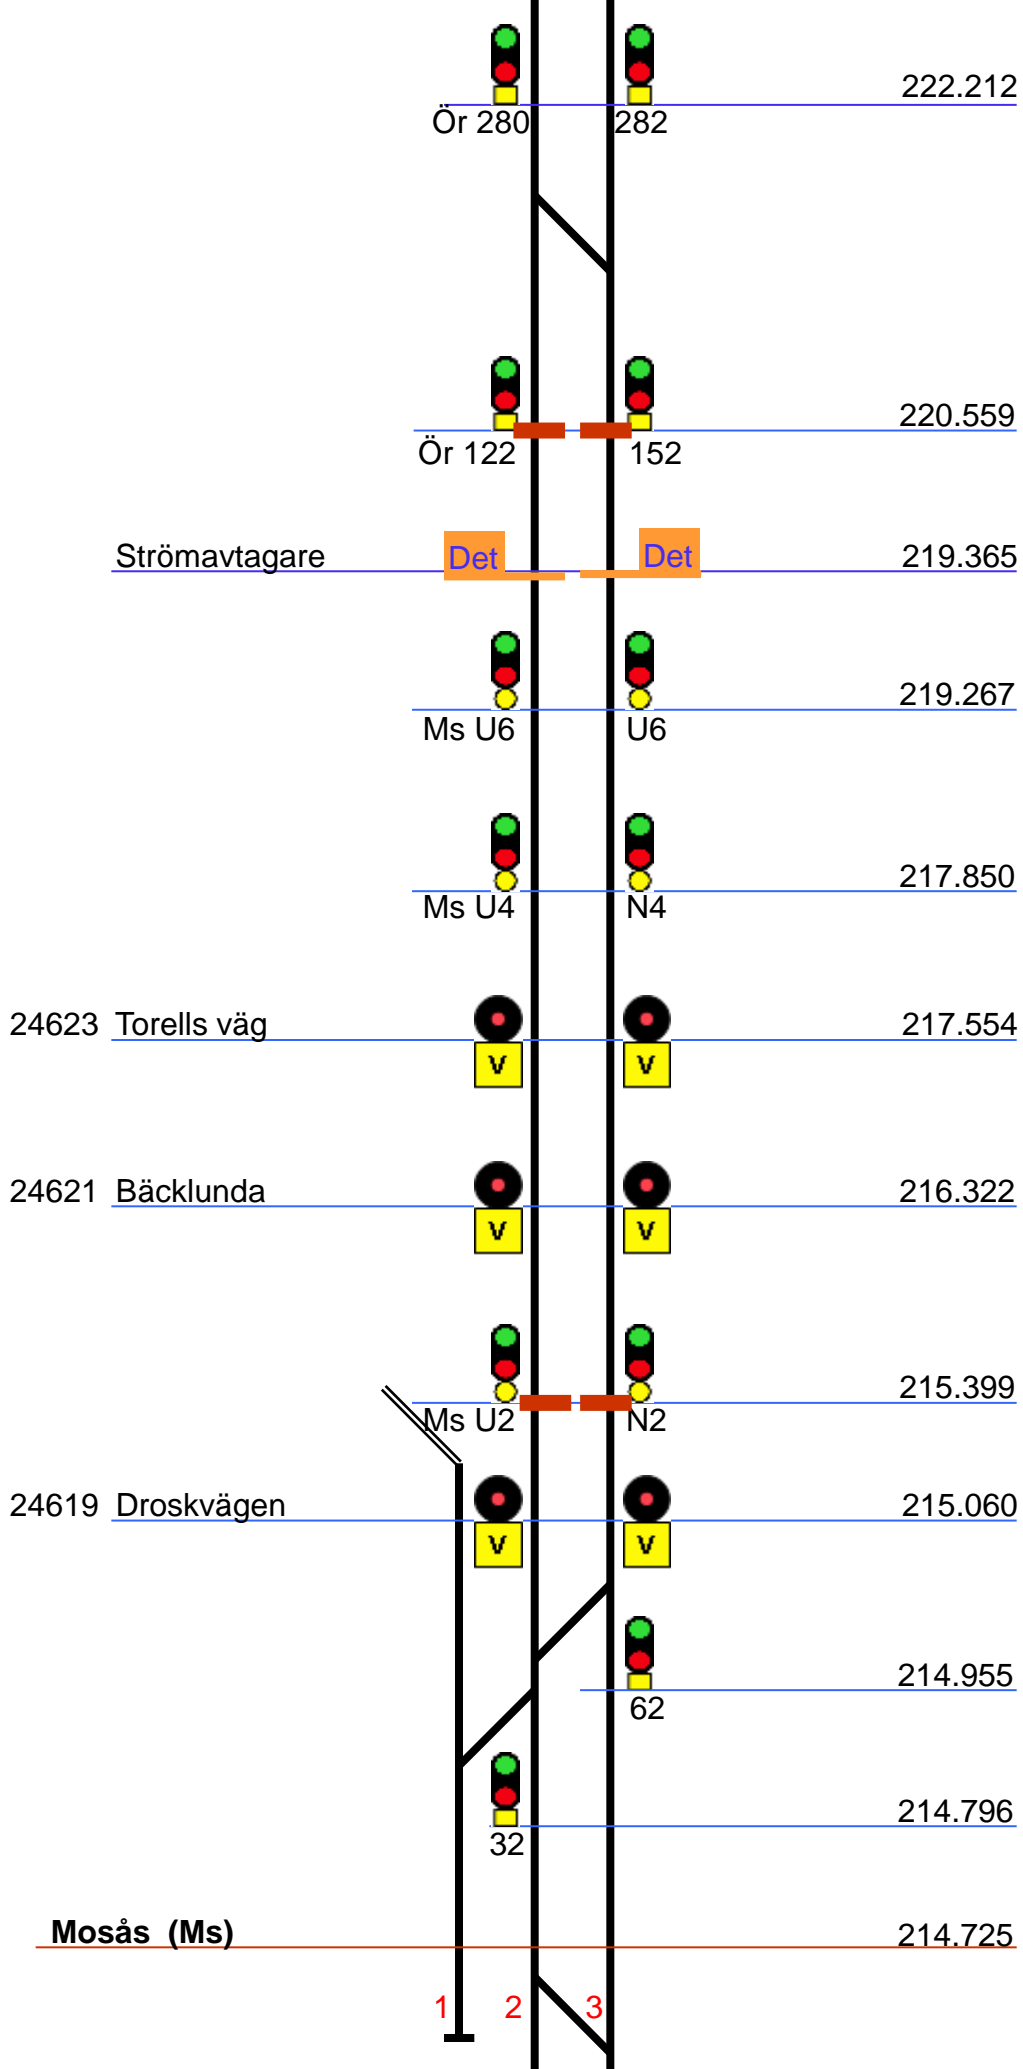 222.212
Ör 280 282
220.559
Ör 122 152
Strömavtagare Det Det 219.365
219.267
Ms U6 U6
217.850
Ms U4 N4
24623 Torells väg 217.554
V V
24621 Bäcklunda 216.322
V V
215.399
Ms U2 N2
24619 Droskvägen 215.060
V V
214.955
62
214.796
32
Mosås (Ms) 214.725
1 2 3